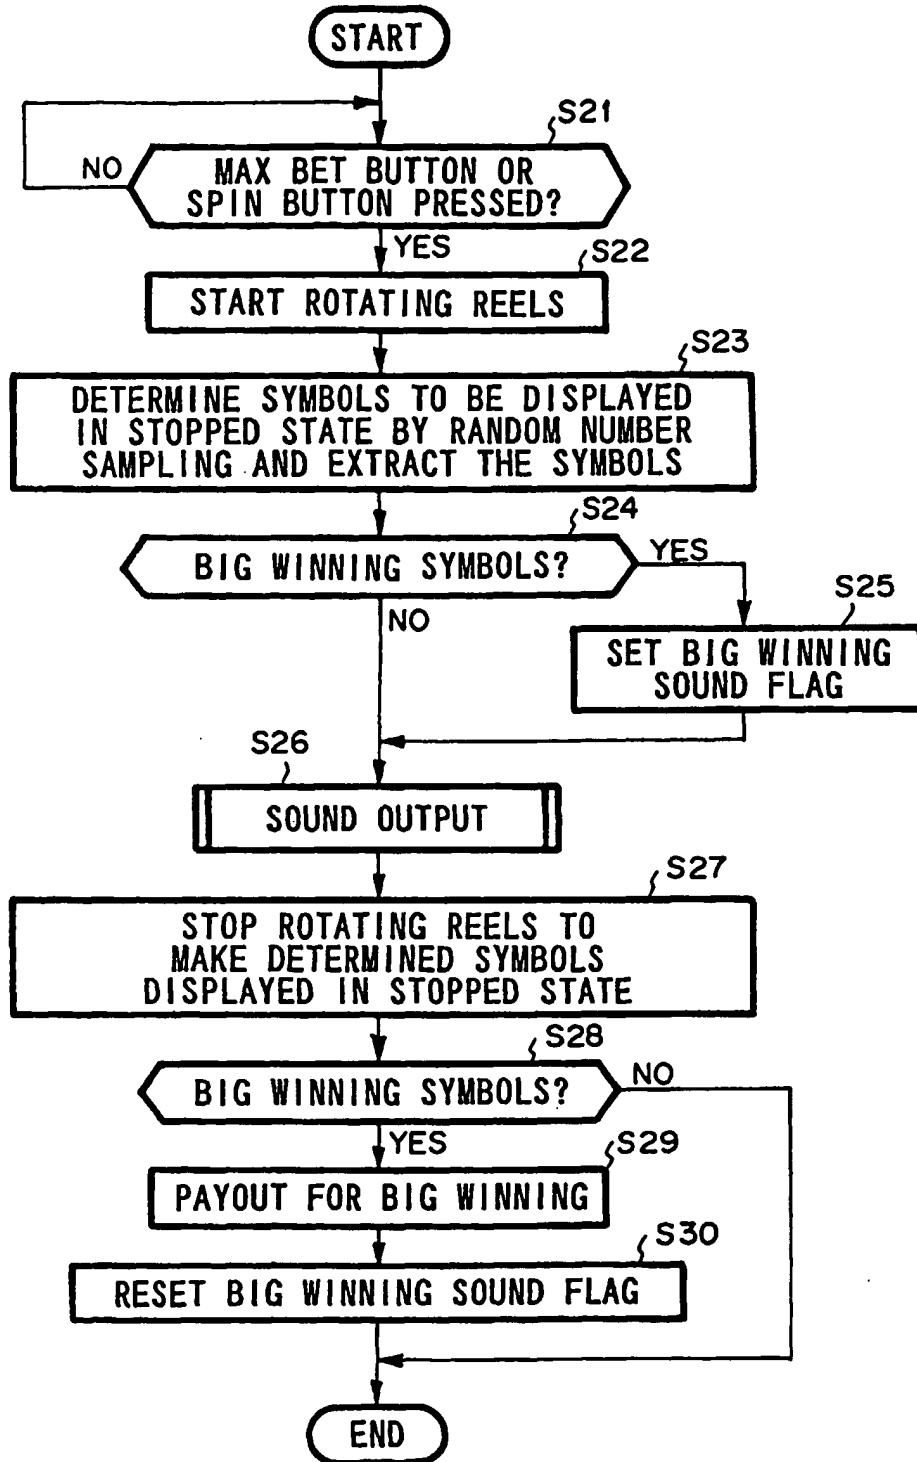 START
S21
NO
MAX BET BUTTON OR
SPIN BUTTON PRESSED?
YES
S22
START ROTATING REELS
S23
DETERMINE SYMBOLS TO BE DISPLAYED
IN STOPPED STATE BY RANDOM NUMBER
SAMPLING AND EXTRACT THE SYMBOLS
S24
BIG WINNING SYMBOLS?
YES
NO
S25
SET BIG WINNING
SOUND FLAG
S26
SOUND OUTPUT
S27
STOP ROTATING REELS TO
MAKE DETERMINED SYMBOLS
DISPLAYED IN STOPPED STATE
S28
BIG WINNING SYMBOLS?
NO
YES
S29
PAYOUT FOR BIG WINNING
S30
RESET BIG WINNING SOUND FLAG
END